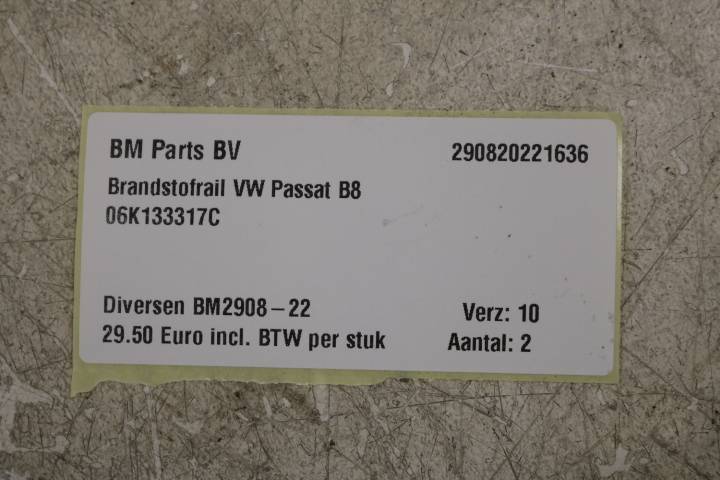 BM Parts BV 290820221636
Brandstofrail VW Passat B8
06K133317C
Diversen BM2908-22 Verz: 10
29.50 Euro incl. BTW per stuk Aantal: 2